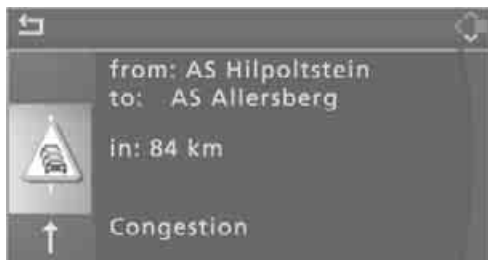 from: AS Hilpoltstein
to: AS Allersberg
in: 84 km
Congestion